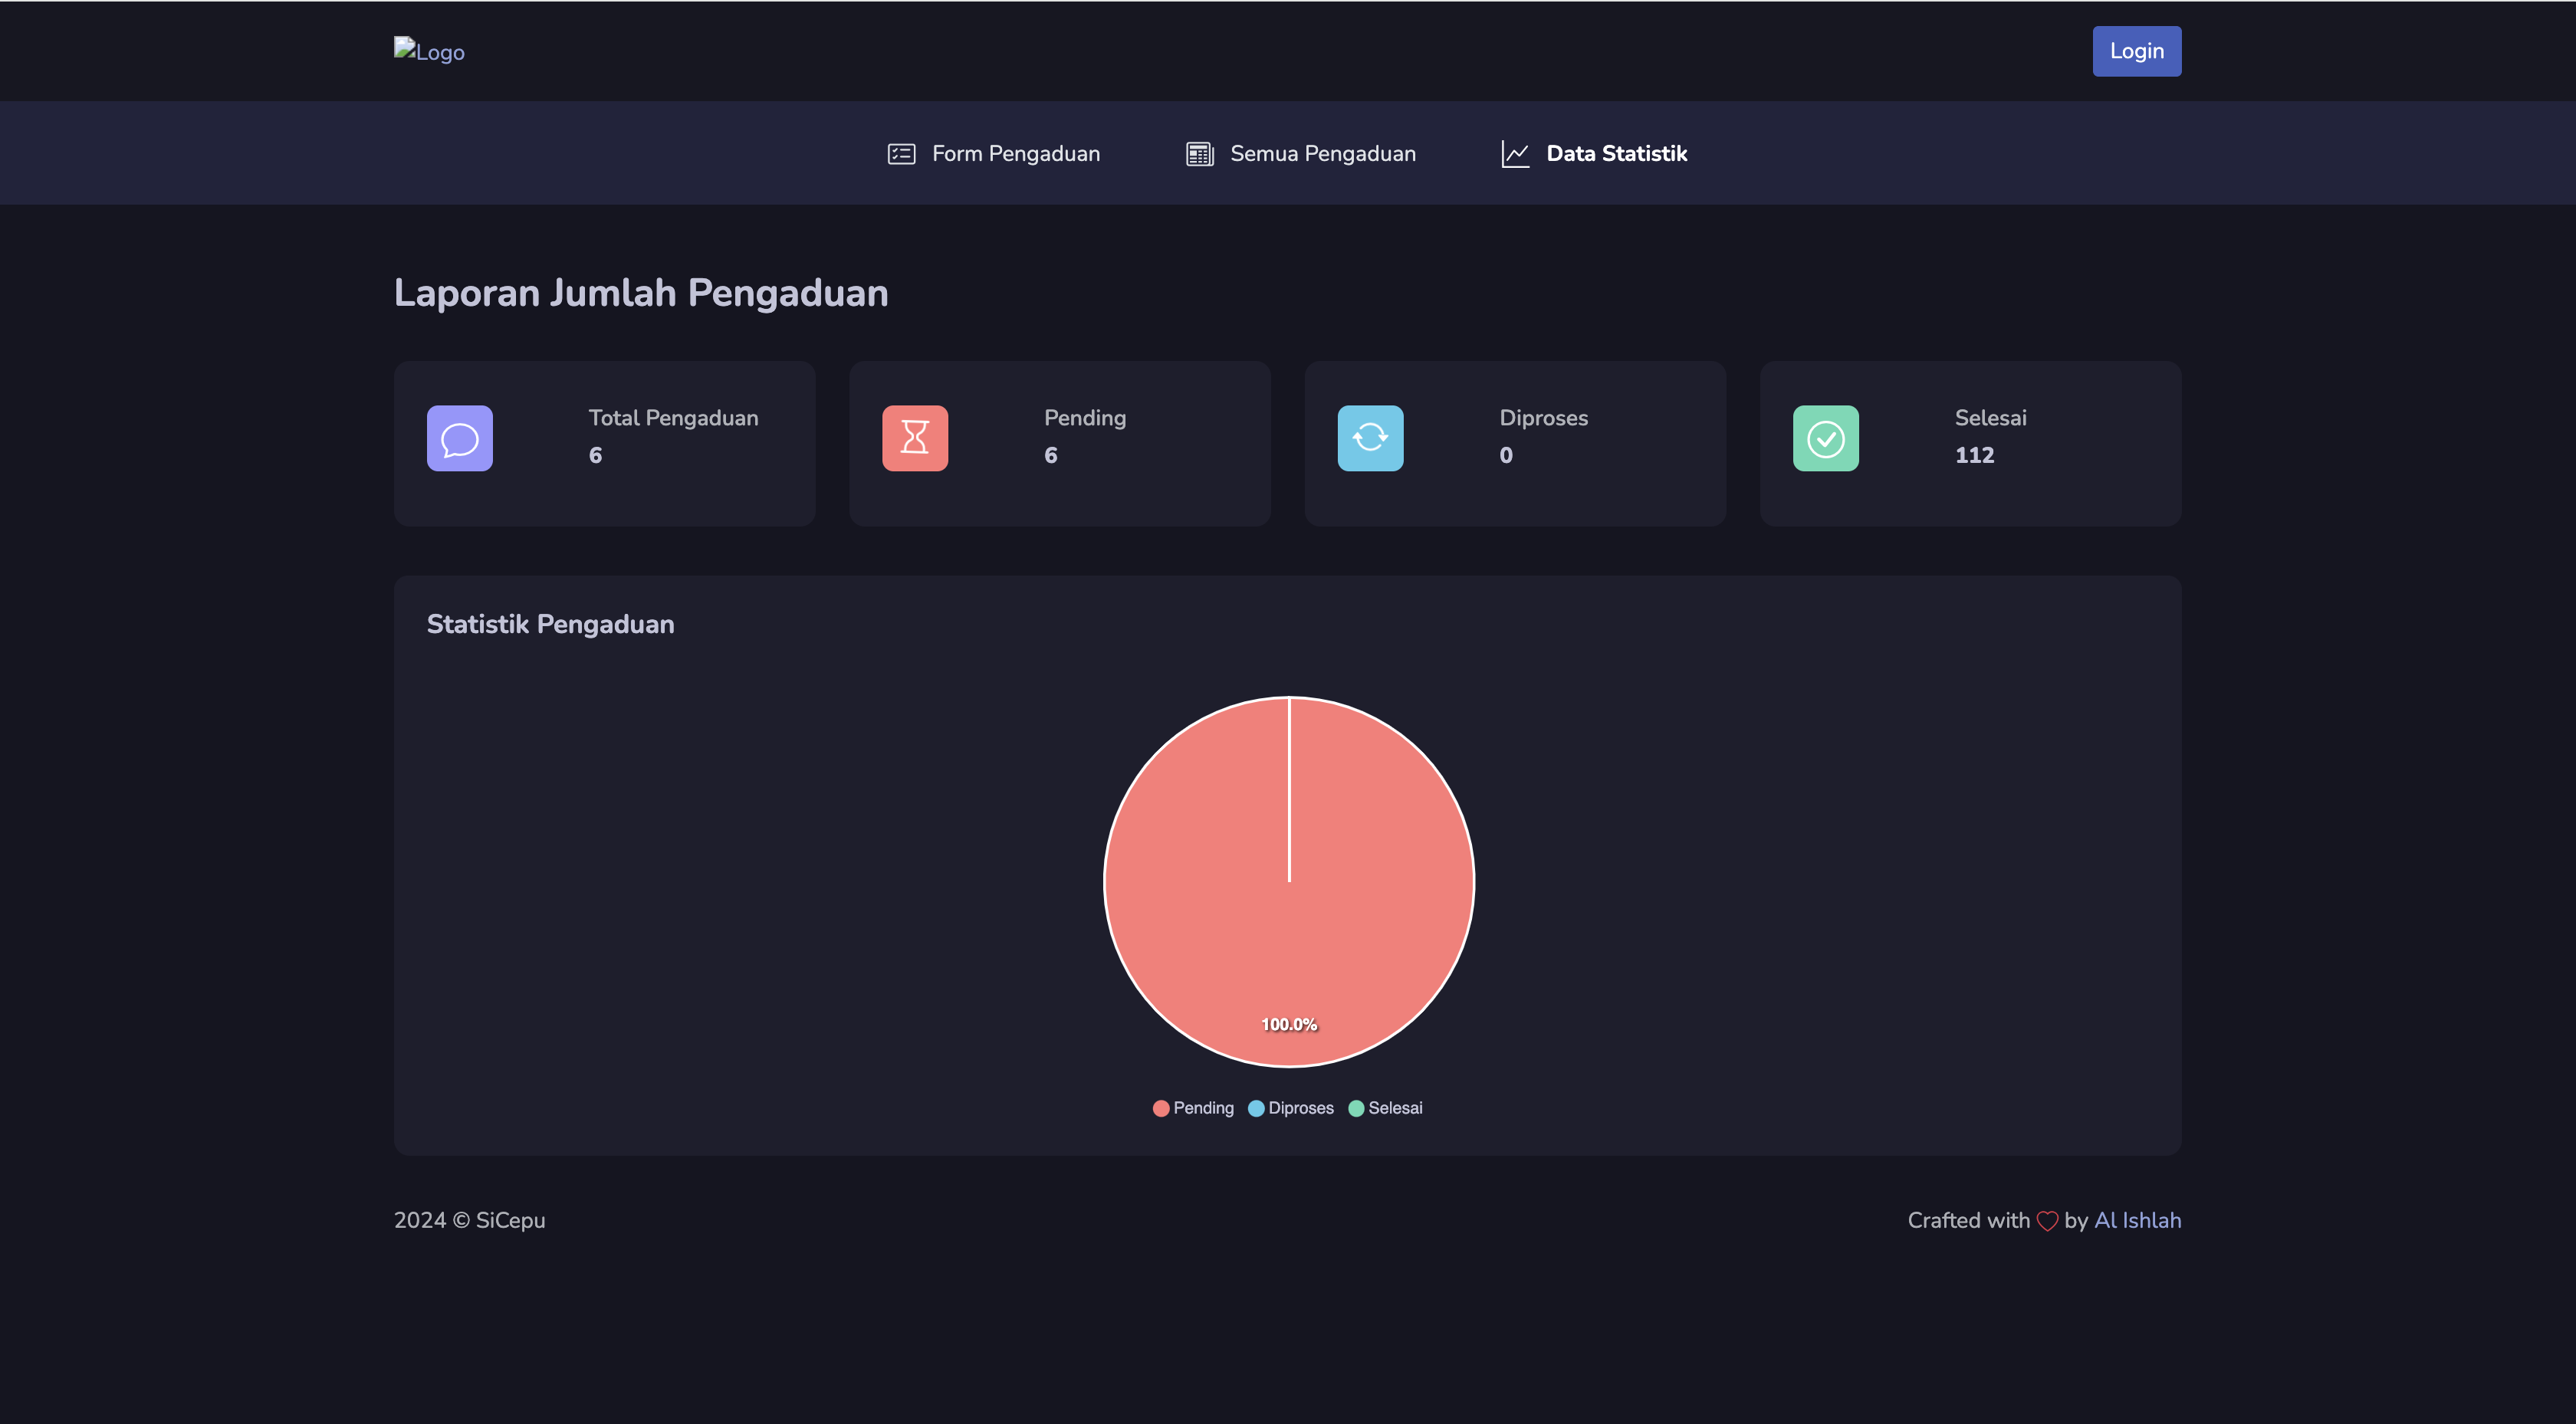 Logo
Login
Form Pengaduan
Semua Pengaduan
Data Statistik
Laporan Jumlah Pengaduan
Total Pengaduan
6
Pending
6
Diproses
0
Selesai
112
Statistik Pengaduan
100.0%
Pending Diproses Selesai
2024 © SiCepu
Crafted with by Al Ishlah